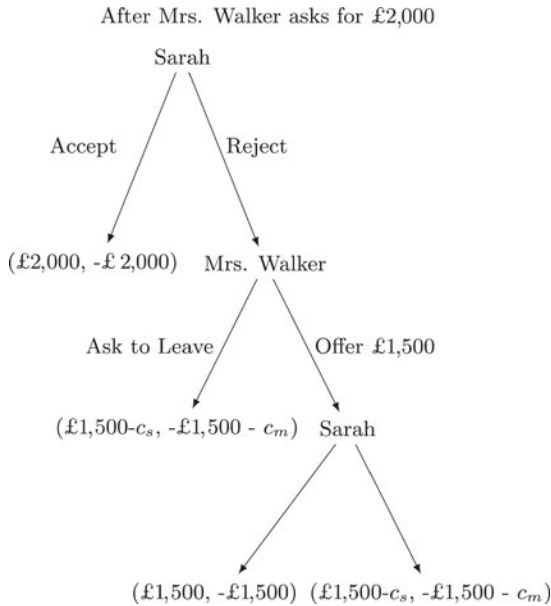 After Mrs. Walker asks for £2,000
Sarah
Accept
Reject
(£2,000, -£ 2,000)
Mrs. Walker
Ask to Leave
Offer £1,500
(£1,500-cₛ, -£1,500 - cₘ)
Sarah
(£1,500, -£1,500)
(£1,500-cₛ, -£1,500 - cₘ)